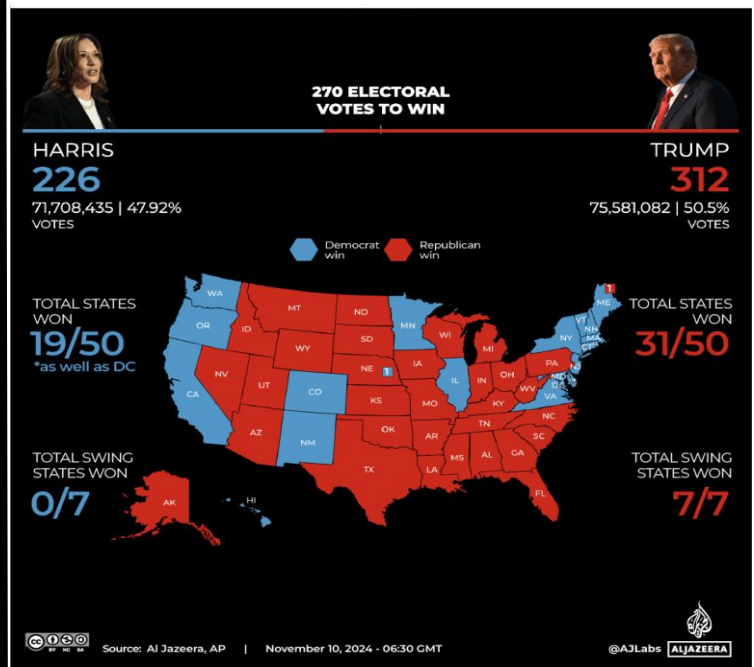 270 ELECTORAL
VOTES TO WIN
HARRIS
226
71,708,435 | 47.92%
VOTES
TRUMP
312
75,581,082 | 50.5%
VOTES
Democrat
win
Republican
win
TOTAL STATES
WON
19/50
*as well as DC
TOTAL STATES
WON
31/50
TOTAL SWING
STATES WON
0/7
TOTAL SWING
STATES WON
7/7
WA
MT
ND
MN
1
ME
VT
NH
OR
ID
SD
WI
MI
NY
MA
WY
NE
1
IA
PA
NJ
NV
UT
CO
IL
IN
OH
WV
VA
CA
KS
MO
KY
AZ
NM
OK
AR
TN
NC
SC
TX
LA
MS
AL
GA
FL
AK
HI
BY NC SA
Source: Al Jazeera, AP | November 10, 2024 - 06:30 GMT
@AJLabs ALJAZEERA